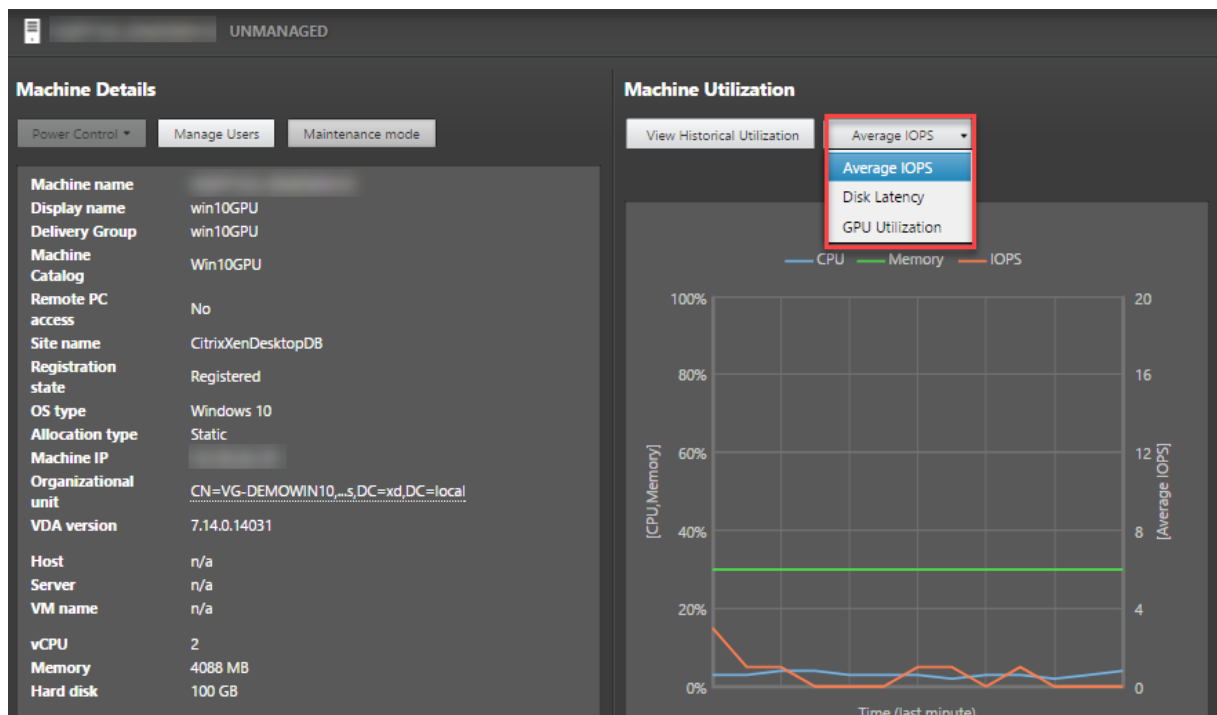 UNMANAGED
Machine Details
Power Control
Manage Users
Maintenance mode
Machine name
Display name win10GPU
Delivery Group win10GPU
Machine
Catalog
Win10GPU
Remote PC
access
No
Site name CitrixXenDesktopDB
Registration
state
Registered
OS type Windows 10
Allocation type Static
Machine IP
Organizational
unit
CN=VG-DEMOWIN10,...s,DC=xd,DC=local
VDA version 7.14.0.14031
Host n/a
Server n/a
VM name n/a
vCPU 2
Memory 4088 MB
Hard disk 100 GB
Machine Utilization
View Historical Utilization
Average IOPS
Average IOPS
Disk Latency
GPU Utilization
CPU Memory IOPS
100% 20
80% 16
60% 12
40% 8
20% 4
0% 0
[CPU,Memory]
[Average IOPS]
Time (last minute)